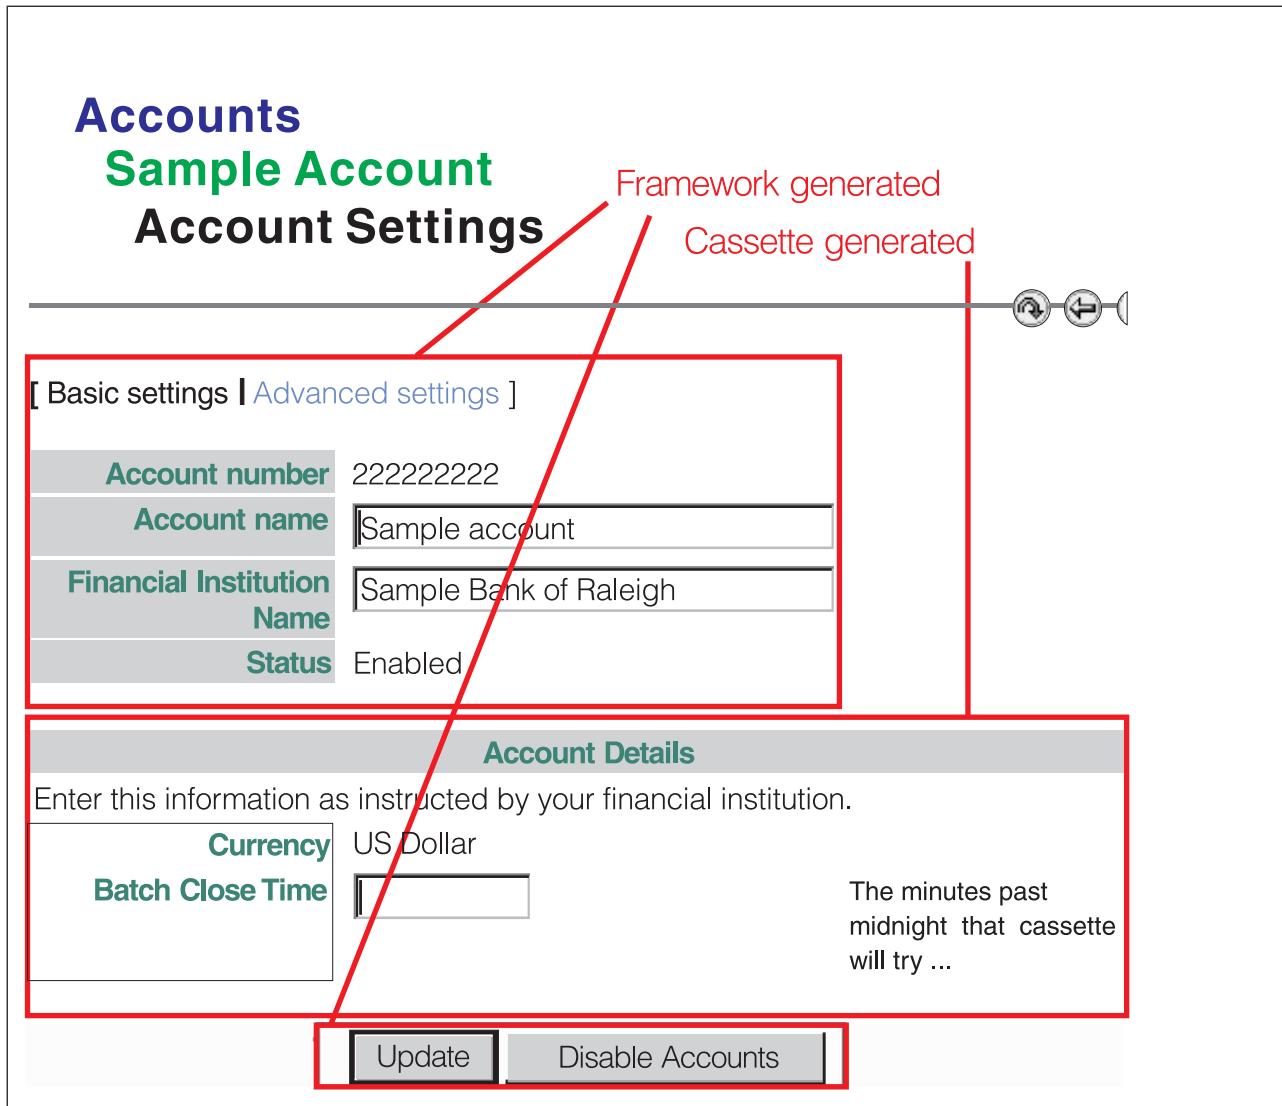 Accounts
Sample Account
Account Settings
Framework generated
Cassette generated
[ Basic settings | Advanced settings ]
Account number 222222222
Account name Sample account
Financial Institution Name Sample Bank of Raleigh
Status Enabled
Account Details
Enter this information as instructed by your financial institution.
Currency US Dollar
Batch Close Time
The minutes past
midnight that cassette
will try ...
Update Disable Accounts